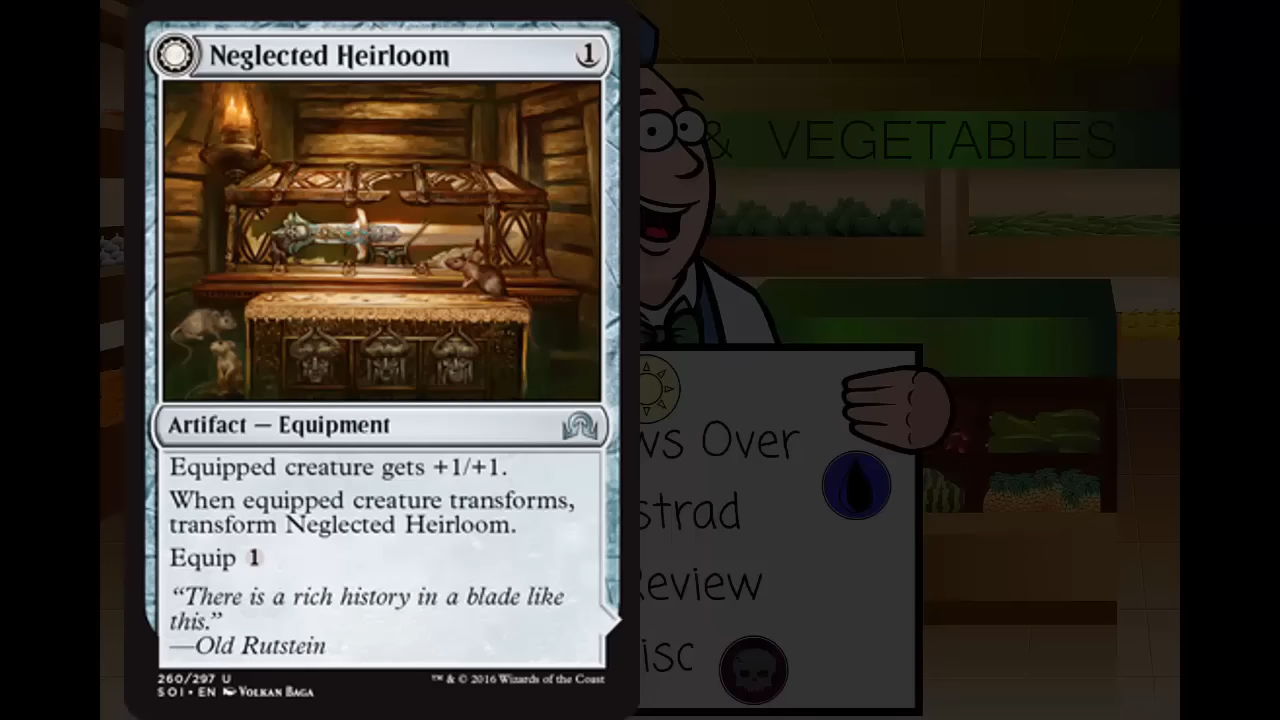 Neglected Heirloom 1
Artifact — Equipment
Equipped creature gets +1/+1.
When equipped creature transforms,
transform Neglected Heirloom.
Equip 1
“There is a rich history in a blade like
this.”
—Old Rutstein
260/297 U
SOI • EN VOLKAN BAGA
™ & © 2016 Wizards of the Coast
& VEGETABLES
ws Over
strad
Review
isc